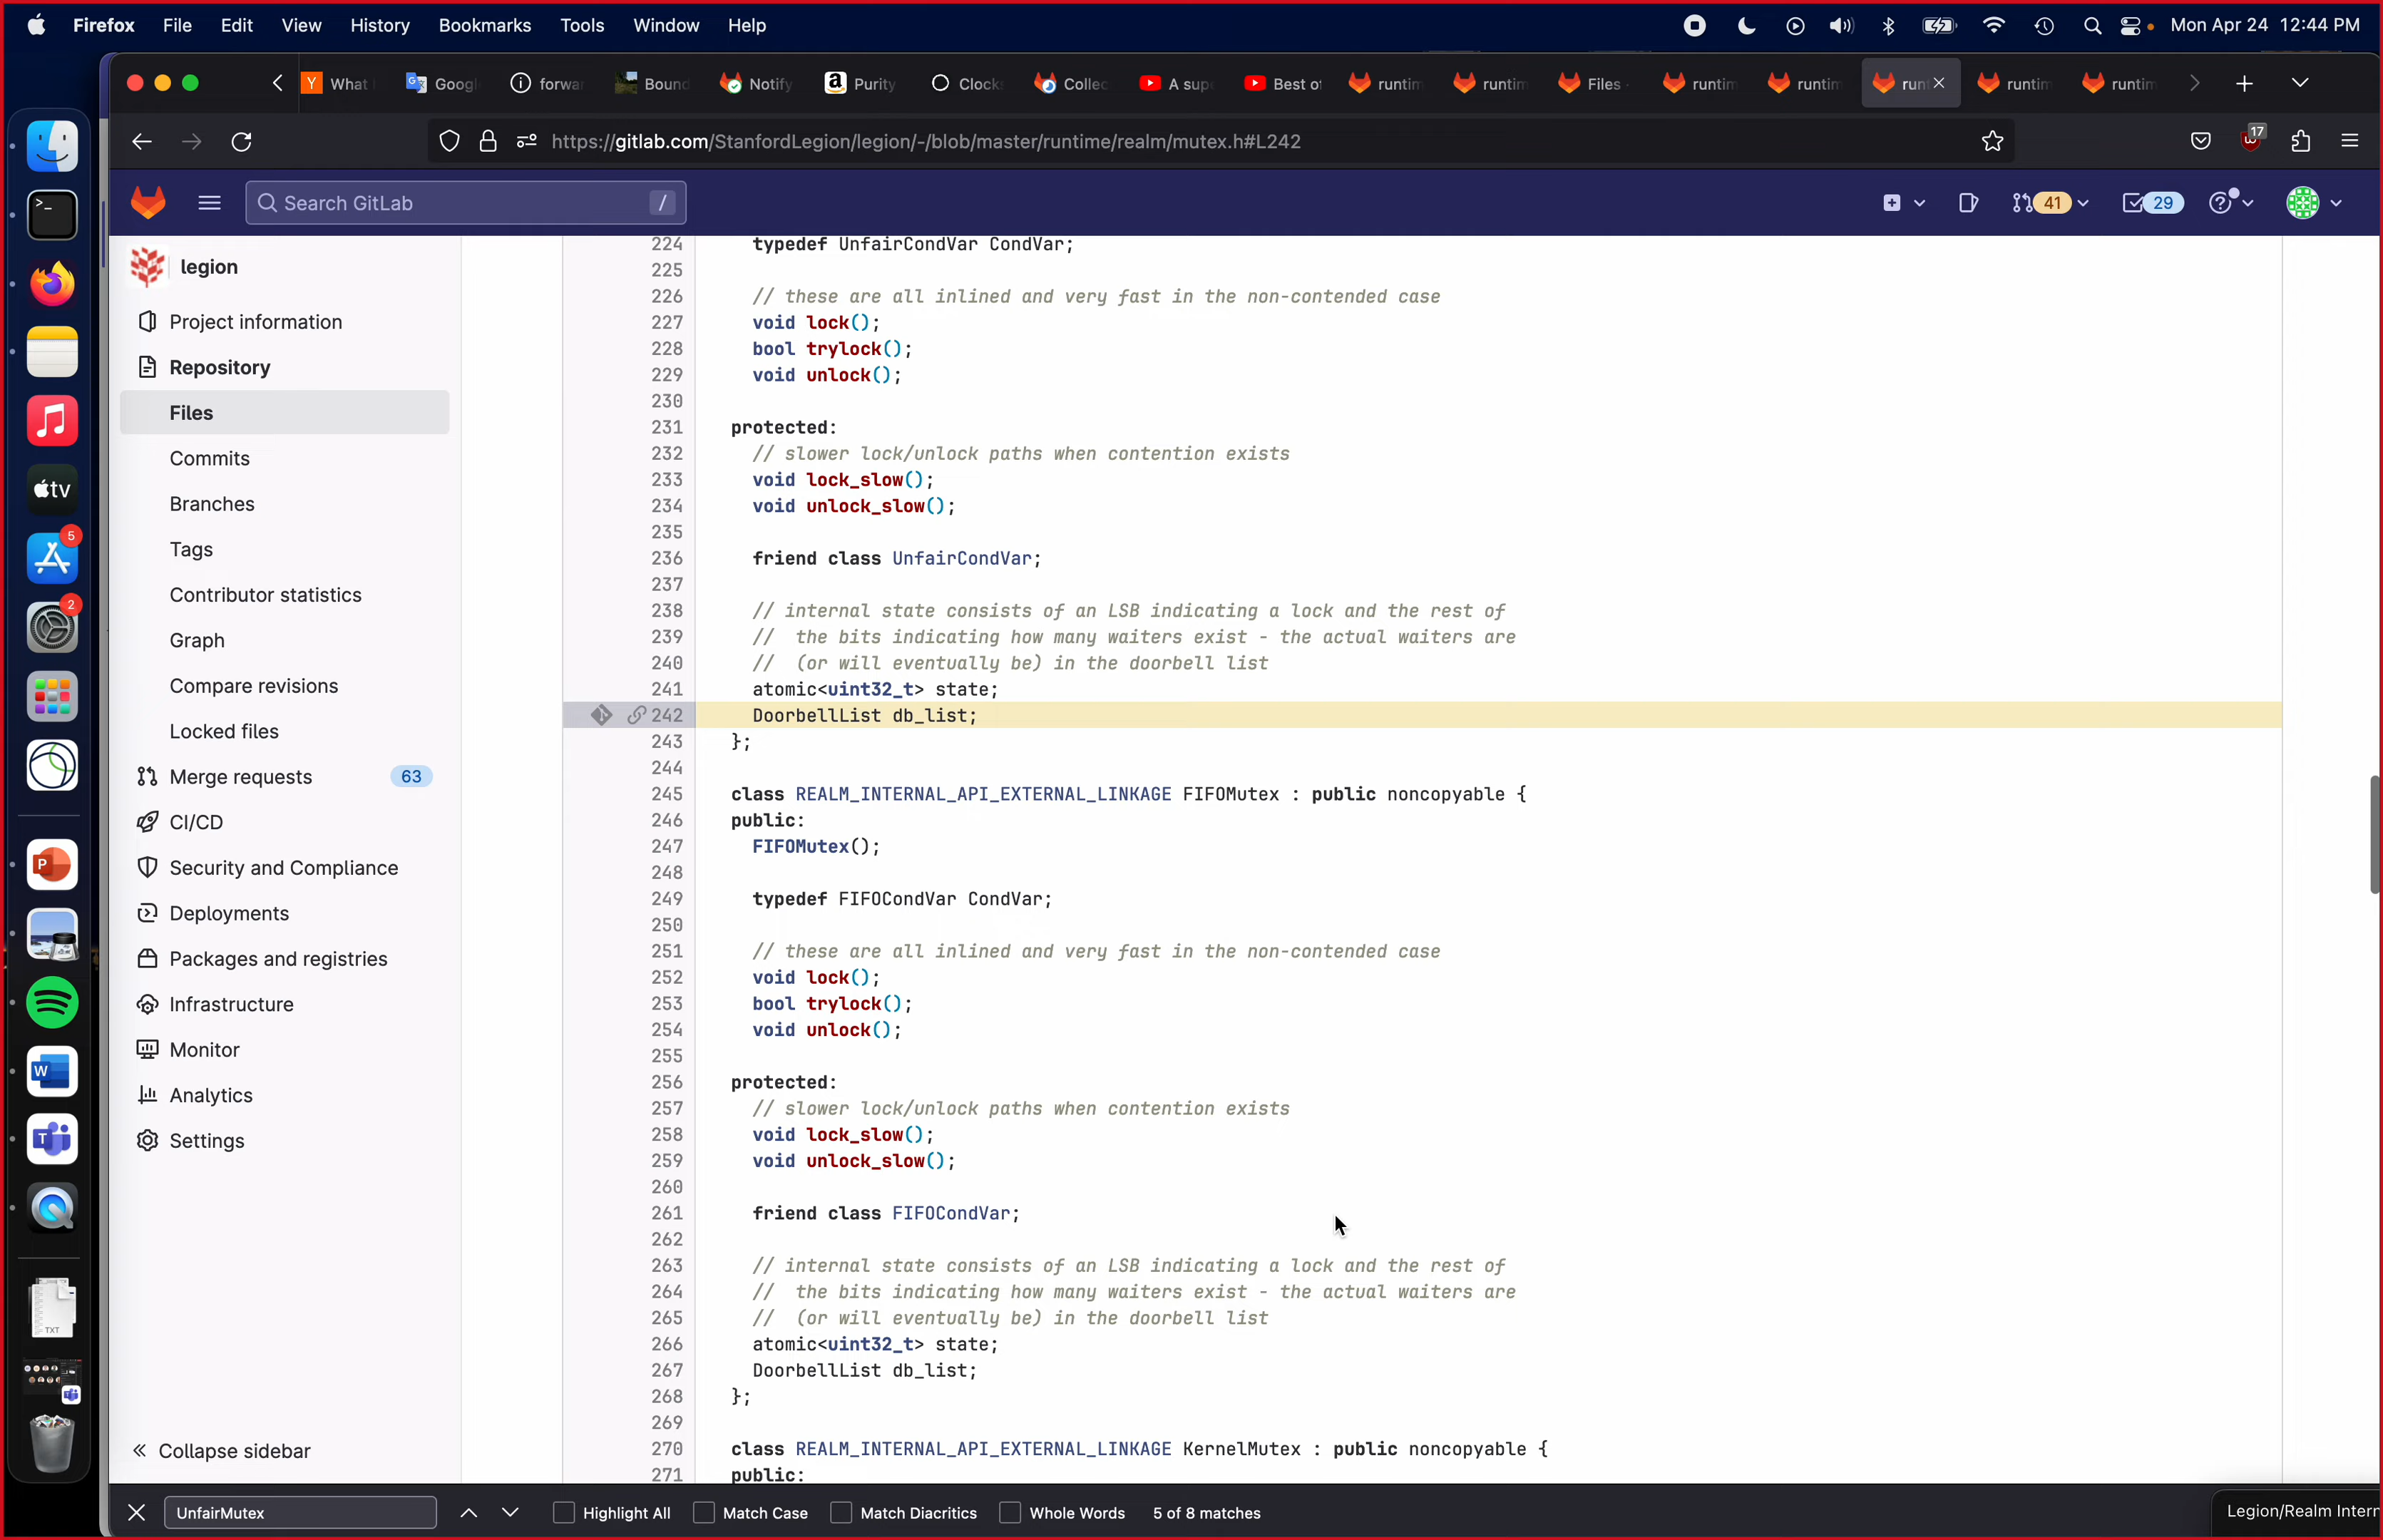 Firefox File Edit View History Bookmarks Tools Window Help Mon Apr 24 12:44 PM
What Googl forwa Bound Notify Purity Clock Collec A sup Best of runtim runtim Files - runtim runtim runt runtim runtim
https://gitlab.com/StanfordLegion/legion/-/blob/master/runtime/realm/mutex.h#L242 17
Search GitLab / 41 29
legion
Project information
Repository
Files
Commits
Branches
Tags
Contributor statistics
Graph
Compare revisions
Locked files
Merge requests 63
CI/CD
Security and Compliance
Deployments
Packages and registries
Infrastructure
Monitor
Analytics
Settings
Collapse sidebar
224 typedef UnfairCondVar CondVar;
225
226 // these are all inlined and very fast in the non-contended case
227 void lock();
228 bool trylock();
229 void unlock();
230
231 protected:
232 // slower lock/unlock paths when contention exists
233 void lock_slow();
234 void unlock_slow();
235
236 friend class UnfairCondVar;
237
238 // internal state consists of an LSB indicating a lock and the rest of
239 // the bits indicating how many waiters exist - the actual waiters are
240 // (or will eventually be) in the doorbell list
241 atomic<uint32_t> state;
242 DoorbellList db_list;
243 };
244
245 class REALM_INTERNAL_API_EXTERNAL_LINKAGE FIFOMutex : public noncopyable {
246 public:
247 FIFOMutex();
248
249 typedef FIFOCondVar CondVar;
250
251 // these are all inlined and very fast in the non-contended case
252 void lock();
253 bool trylock();
254 void unlock();
255
256 protected:
257 // slower lock/unlock paths when contention exists
258 void lock_slow();
259 void unlock_slow();
260
261 friend class FIFOCondVar;
262
263 // internal state consists of an LSB indicating a lock and the rest of
264 // the bits indicating how many waiters exist - the actual waiters are
265 // (or will eventually be) in the doorbell list
266 atomic<uint32_t> state;
267 DoorbellList db_list;
268 };
269
270 class REALM_INTERNAL_API_EXTERNAL_LINKAGE KernelMutex : public noncopyable {
271 public:
tv
5
2
P
W
T
TXT
UnfairMutex Highlight All Match Case Match Diacritics Whole Words 5 of 8 matches
Legion/Realm Intern